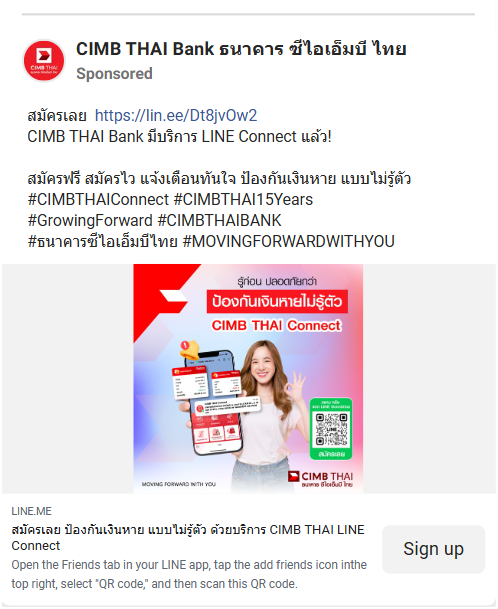 CIMB THAI Bank ธนาคาร ซีไอเอ็มบี ไทย
Sponsored
สมัครเลย https://lin.ee/Dt8jvOw2
CIMB THAI Bank มีบริการ LINE Connect แล้ว!
สมัครฟรี สมัครไว แจ้งเตือนทันใจ ป้องกันเงินหาย แบบไม่รู้ตัว
#CIMBTHAIConnect #CIMBTHAI15Years
#GrowingForward #CIMBTHAIBANK
#ธนาคารซีไอเอ็มบีไทย #MOVINGFORWARDWITHYOU
รู้ก่อน ปลอดภัยกว่า
ป้องกันเงินหายไม่รู้ตัว
CIMB THAI Connect
สมัครเลย
CIMB THAI
ธนาคาร ซีไอเอ็มบี ไทย
MOVING FORWARD WITH YOU
LINE.ME
สมัครเลย ป้องกันเงินหาย แบบไม่รู้ตัว ด้วยบริการ CIMB THAI LINE
Connect
Open the Friends tab in your LINE app, tap the add friends icon inthe
top right, select "QR code," and then scan this QR code.
Sign up